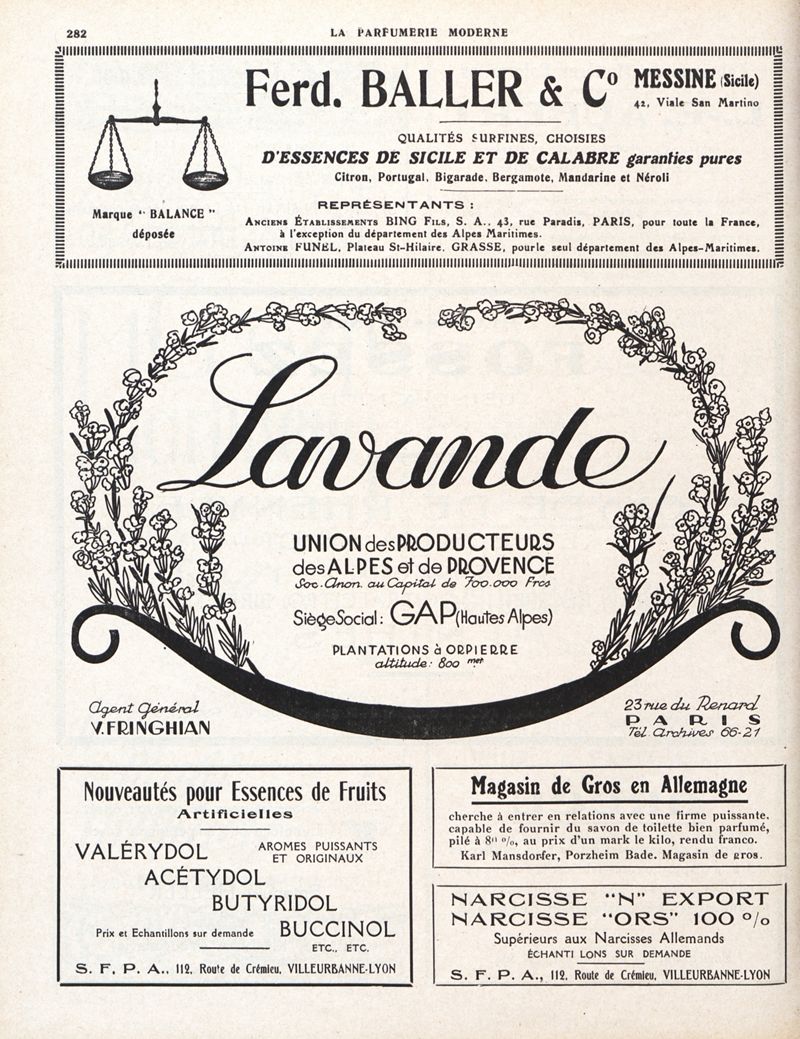 282
LA PARFUMERIE MODERNE
Ferd. BALLER & Co
MESSINE (Sicile)
42, Viale San Martino
QUALITÉS SURFINES, CHOISIES
D'ESSENCES DE SICILE ET DE CALABRE garanties pures
Citron, Portugal, Bigarade, Bergamote, Mandarine et Néroli
Marque " BALANCE "
déposée
REPRÉSENTANTS :
ANCIENS ÉTABLISSEMENTS BING FILS, S. A., 43, rue Paradis, PARIS, pour toute la France,
à l'exception du département des Alpes Maritimes.
ANTOINE FUNEL, Plateau St-Hilaire, GRASSE, pour le seul département des Alpes-Maritimes.
Lavande
UNION des PRODUCTEURS
des ALPES et de PROVENCE
Soc. Anon. au Capital de 700.000 Frcs
Siège Social : GAP (Hautes Alpes)
PLANTATIONS à ORPIERRE
altitude : 800 met
Agent Général
V. FRINGHIAN
23 rue du Renard
PARIS
Tél. Archives 66-21
Nouveautés pour Essences de Fruits
Artificielles
VALÉRYDOL
AROMES PUISSANTS
ET ORIGINAUX
ACÉTYDOL
BUTYRIDOL
Prix et Echantillons sur demande
BUCCINOL
ETC., ETC.
S. F. P. A., 112, Route de Crémieu, VILLEURBANNE-LYON
Magasin de Gros en Allemagne
cherche à entrer en relations avec une firme puissante,
capable de fournir du savon de toilette bien parfumé,
pilé à 80 %, au prix d'un mark le kilo, rendu franco.
Karl Mansdorfer, Porzheim Bade. Magasin de gros.
NARCISSE "N" EXPORT
NARCISSE "ORS" 100 %
Supérieurs aux Narcisses Allemands
ÉCHANTILLONS SUR DEMANDE
S. F. P. A., 112, Route de Crémieu, VILLEURBANNE-LYON